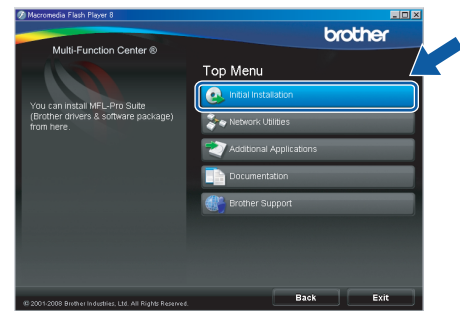 Macromedia Flash Player 8
brother
Multi-Function Center ®
Top Menu
You can install MFL-Pro Suite
(Brother drivers & software package)
from here.
Initial Installation
Network Utilities
Additional Applications
Documentation
Brother Support
© 2001-2008 Brother Industries, Ltd. All Rights Reserved.
Back
Exit